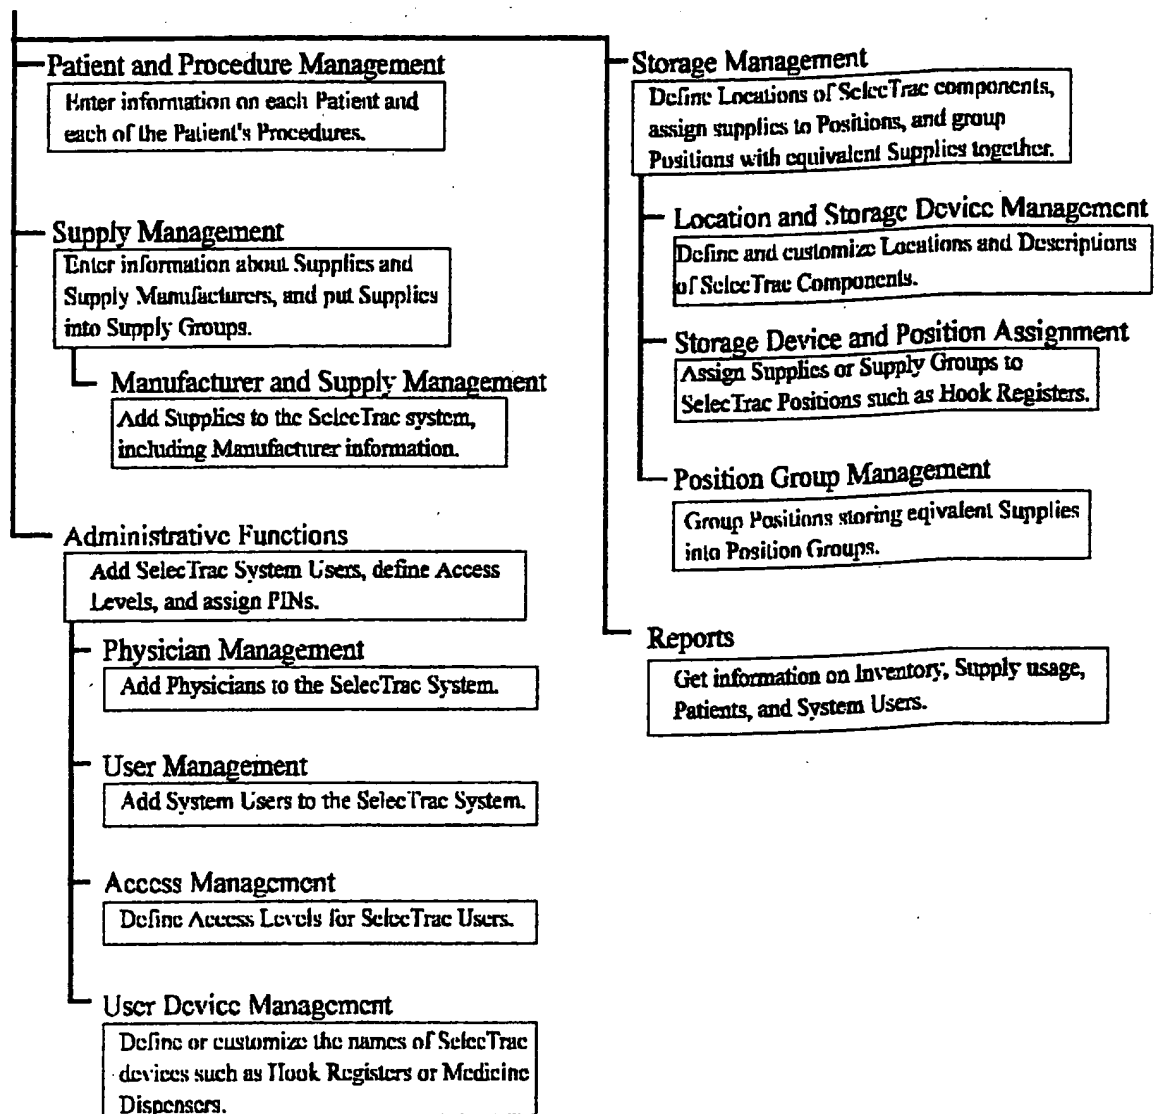 Patient and Procedure Management
Enter information on each Patient and
each of the Patient's Procedures.
Supply Management
Enter information about Supplies and
Supply Manufacturers, and put Supplies
into Supply Groups.
Manufacturer and Supply Management
Add Supplies to the SelecTrac system,
including Manufacturer information.
Administrative Functions
Add SelecTrac System Users, define Access
Levels, and assign PINs.
Physician Management
Add Physicians to the SelecTrac System.
User Management
Add System Users to the SelecTrac System.
Access Management
Define Access Levels for SelecTrac Users.
User Device Management
Define or customize the names of SelecTrac
devices such as Hook Registers or Medicine
Dispensers.
Storage Management
Define Locations of SelecTrac components,
assign supplies to Positions, and group
Positions with equivalent Supplies together.
Location and Storage Device Management
Define and customize Locations and Descriptions
of SelecTrac Components.
Storage Device and Position Assignment
Assign Supplies or Supply Groups to
SelecTrac Positions such as Hook Registers.
Position Group Management
Group Positions storing eqivalent Supplies
into Position Groups.
Reports
Get information on Inventory, Supply usage,
Patients, and System Users.